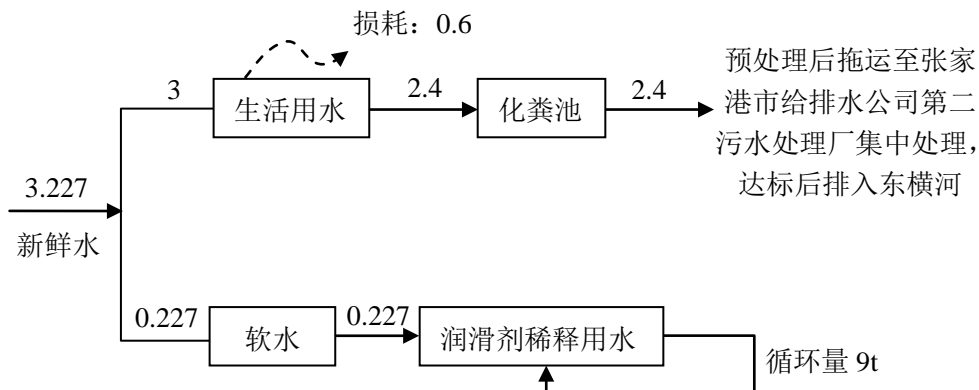 损耗：0.6
3
生活用水
2.4
化粪池
2.4
预处理后拖运至张家
港市给排水公司第二
污水处理厂集中处理，
达标后排入东横河
3.227
新鲜水
0.227
软水
0.227
润滑剂稀释用水
循环量 9t